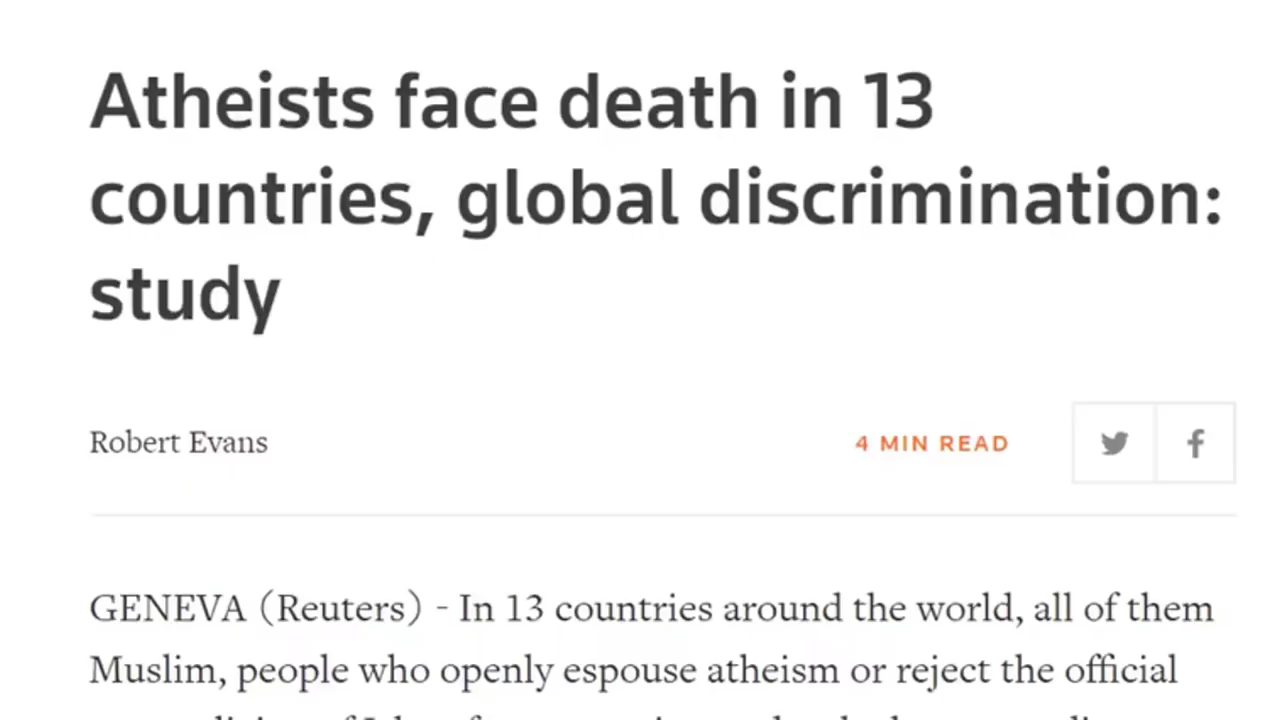 Atheists face death in 13
countries, global discrimination:
study
Robert Evans
4 MIN READ
GENEVA (Reuters) - In 13 countries around the world, all of them
Muslim, people who openly espouse atheism or reject the official